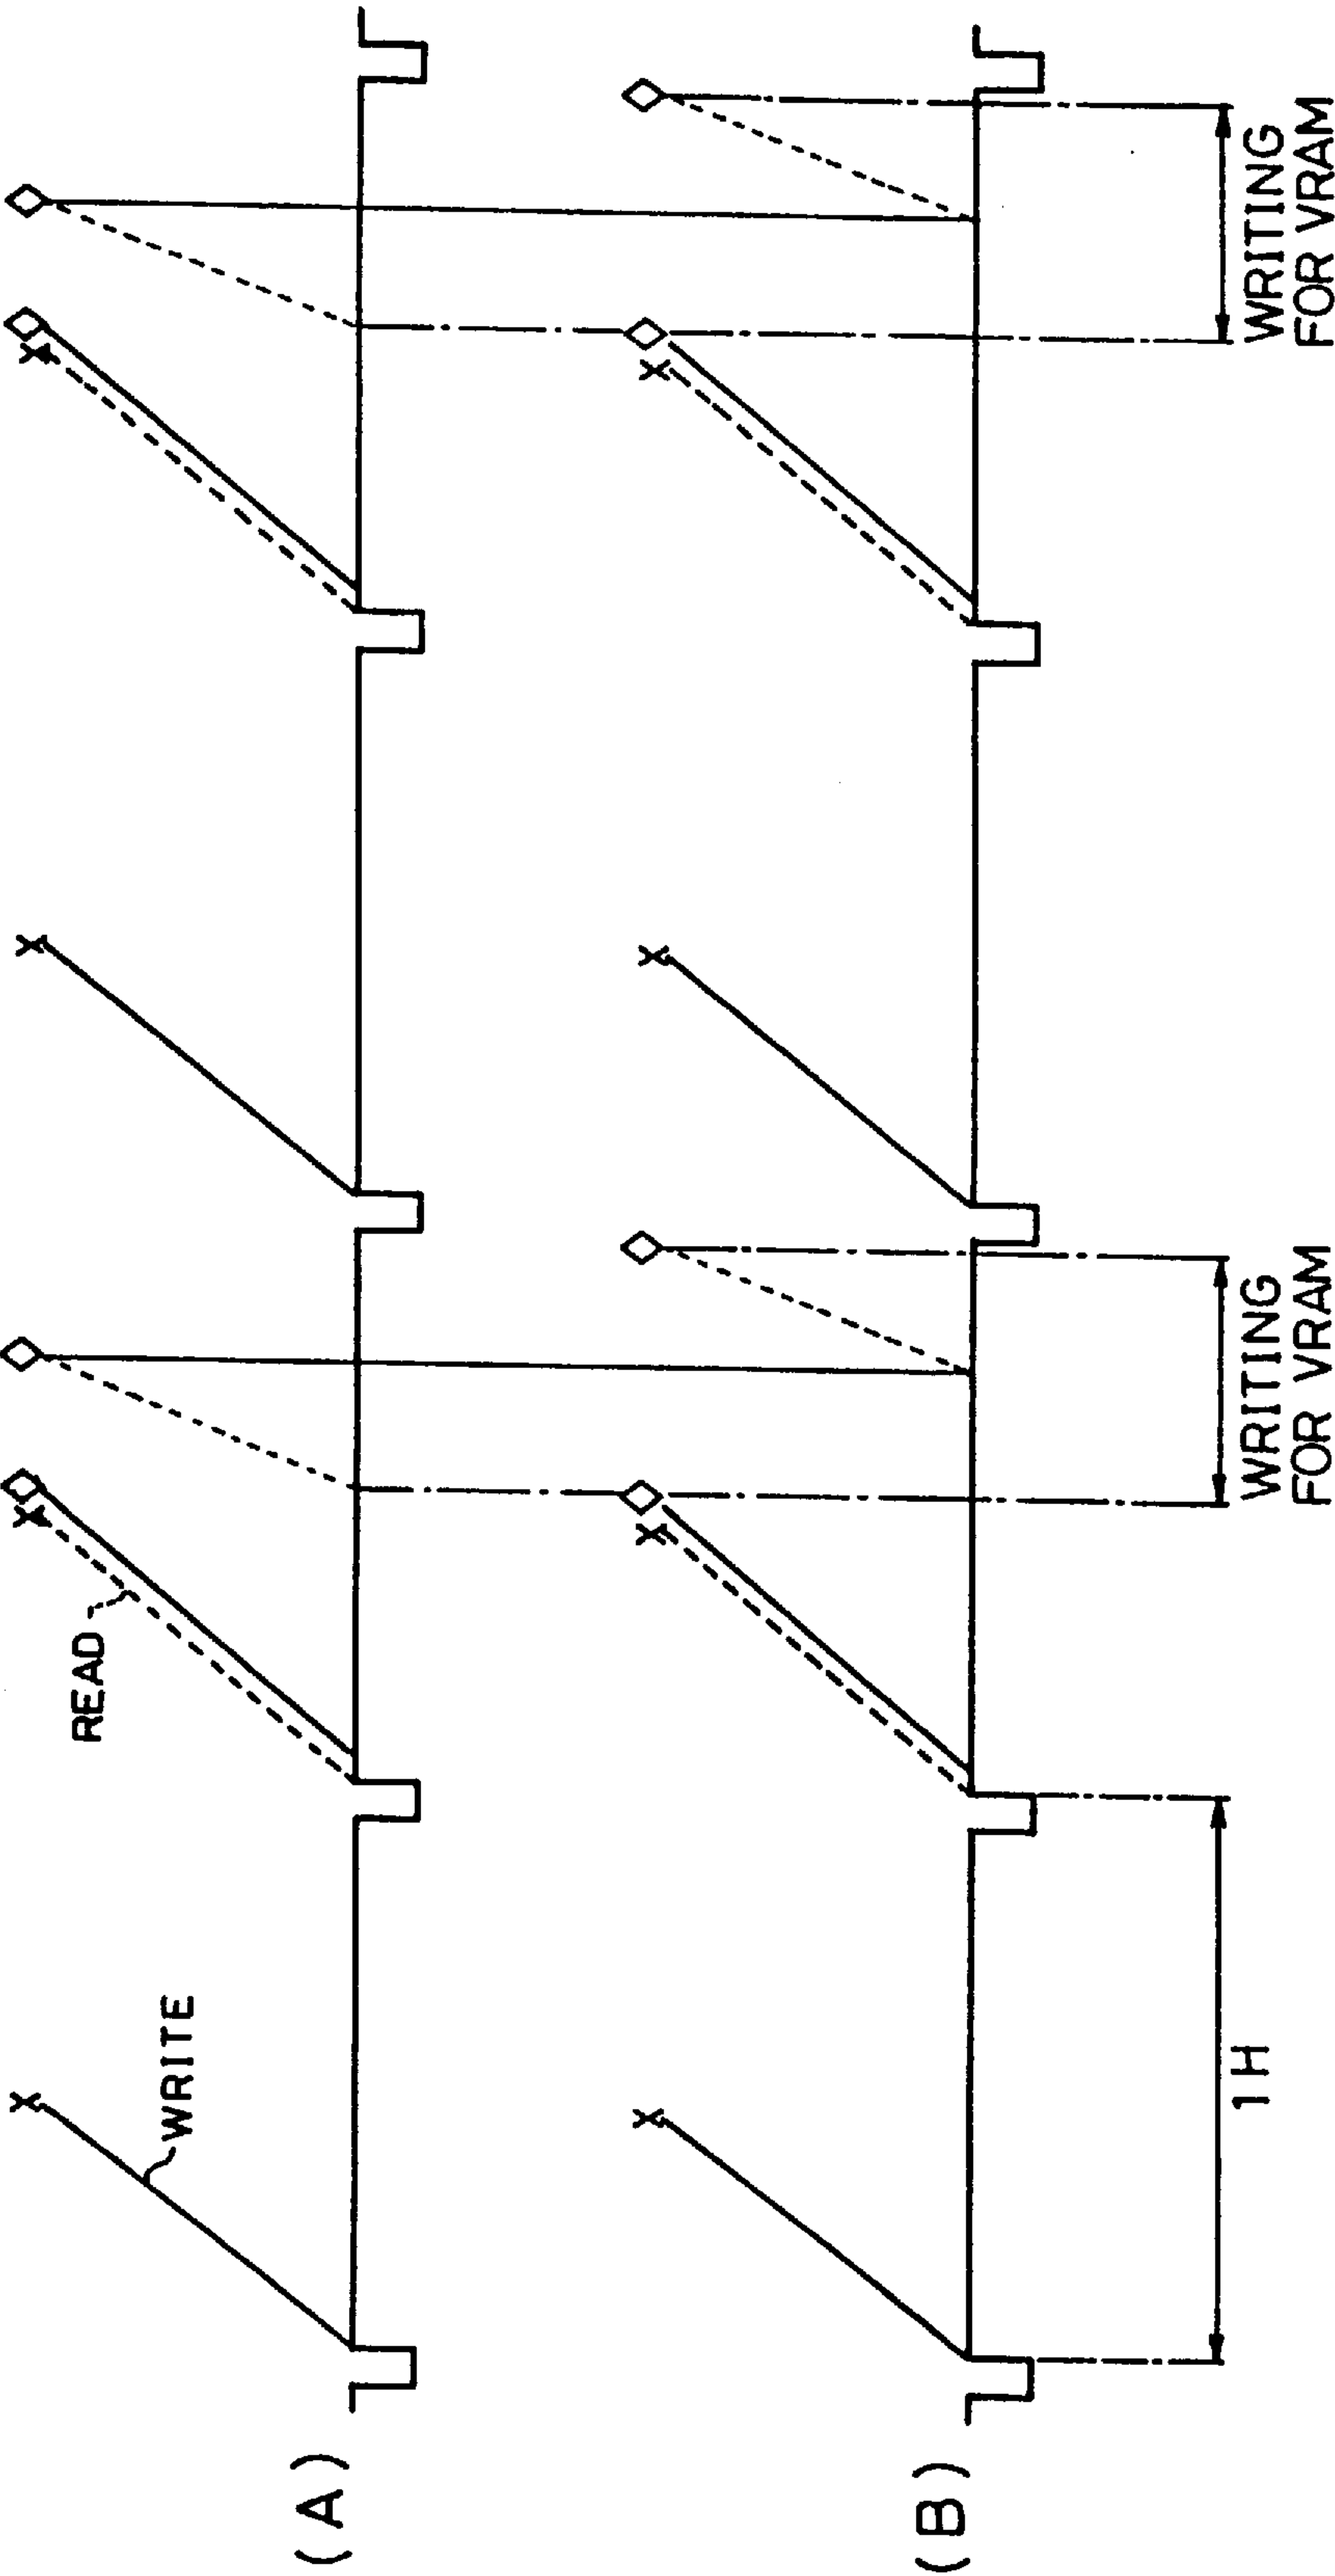 (A)
WRITE
READ
(B)
1H
WRITING
FOR VRAM
WRITING
FOR VRAM